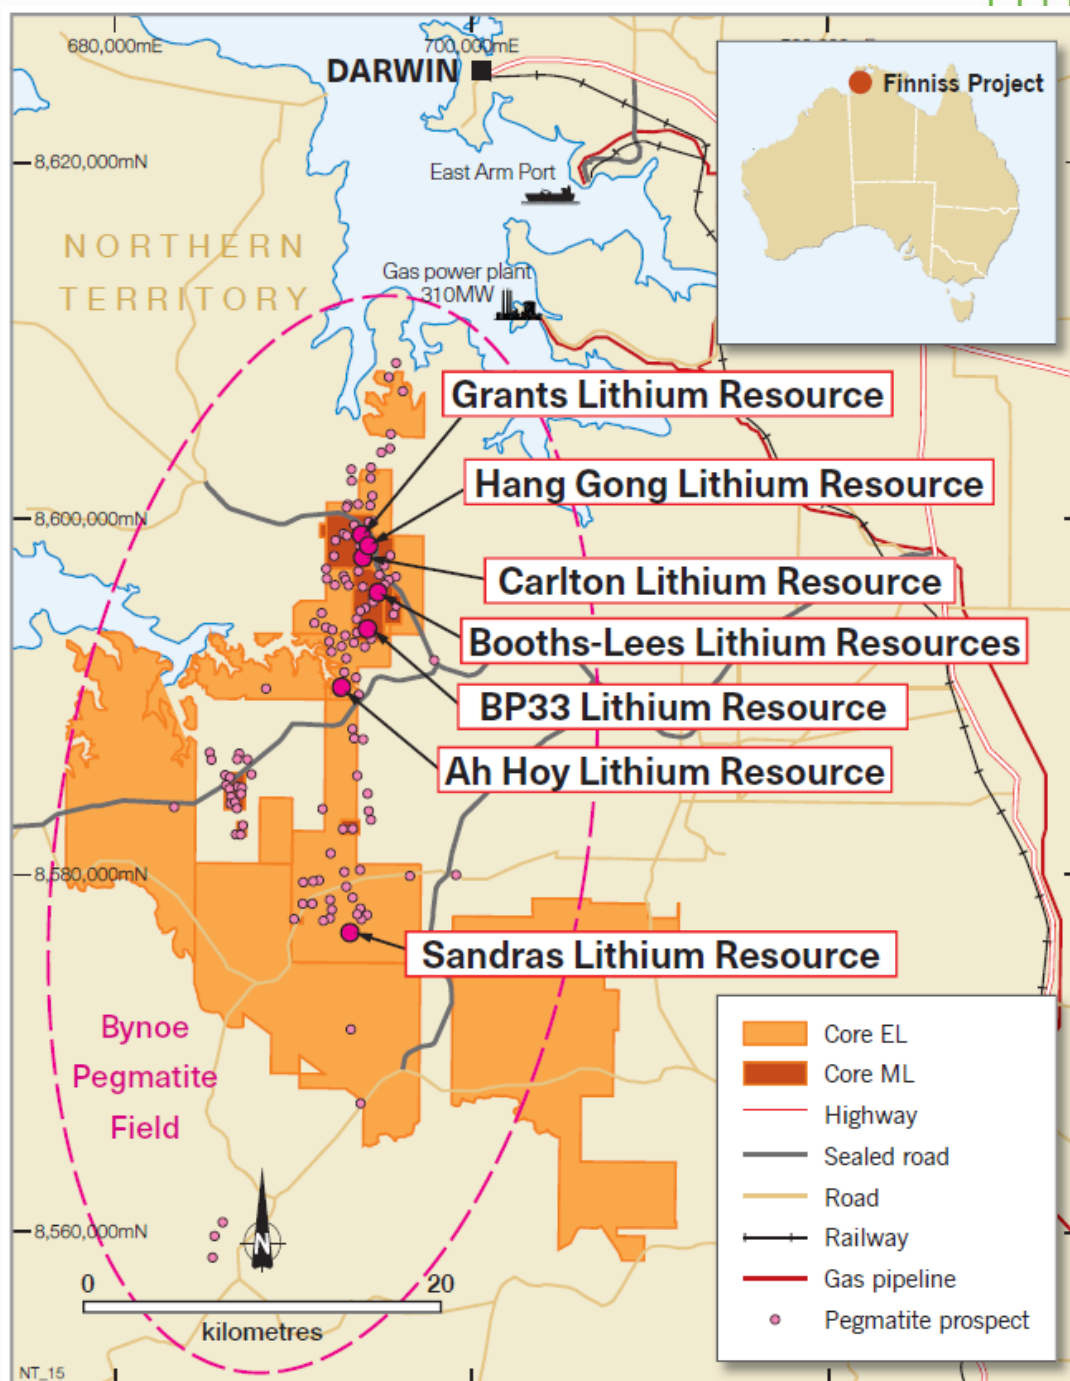 680,000mE
700,000mE
DARWIN
Finniss Project
8,620,000mN
East Arm Port
NORTHERN
TERRITORY
Gas power plant
310MW
Grants Lithium Resource
Hang Gong Lithium Resource
8,600,000mN
Carlton Lithium Resource
Booths-Lees Lithium Resources
BP33 Lithium Resource
Ah Hoy Lithium Resource
8,580,000mN
Sandras Lithium Resource
Bynoe
Pegmatite
Field
Core EL
Core ML
Highway
Sealed road
Road
Railway
Gas pipeline
Pegmatite prospect
8,560,000mN
N
0
20
kilometres
NT_15